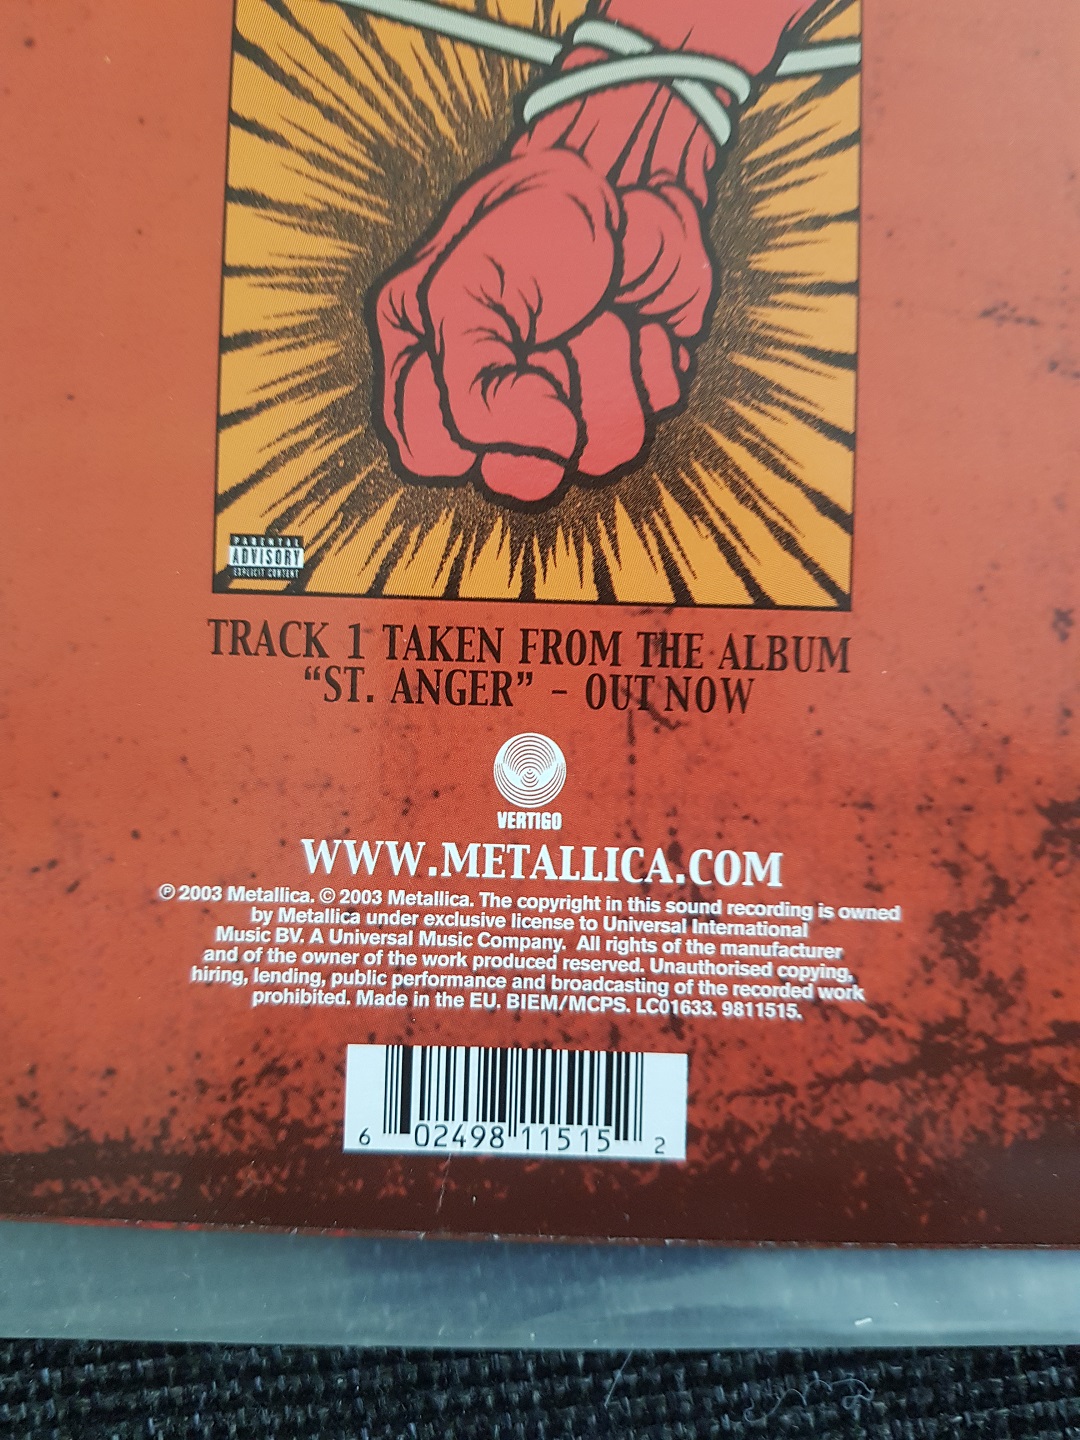 PARENTAL
ADVISORY
EXPLICIT CONTENT
TRACK 1 TAKEN FROM THE ALBUM
“ST. ANGER” – OUT NOW
VERTIGO
WWW.METALLICA.COM
℗ 2003 Metallica. © 2003 Metallica. The copyright in this sound recording is owned
by Metallica under exclusive license to Universal International
Music BV. A Universal Music Company. All rights of the manufacturer
and of the owner of the work produced reserved. Unauthorised copying,
hiring, lending, public performance and broadcasting of the recorded work
prohibited. Made in the EU. BIEM/MCPS. LC01633. 9811515.
6 02498 11515 2